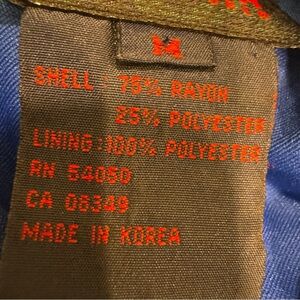 M
SHELL : 75% RAYON
25% POLYESTER
LINING : 100% POLYESTER
RN 54050
CA 08349
MADE IN KOREA